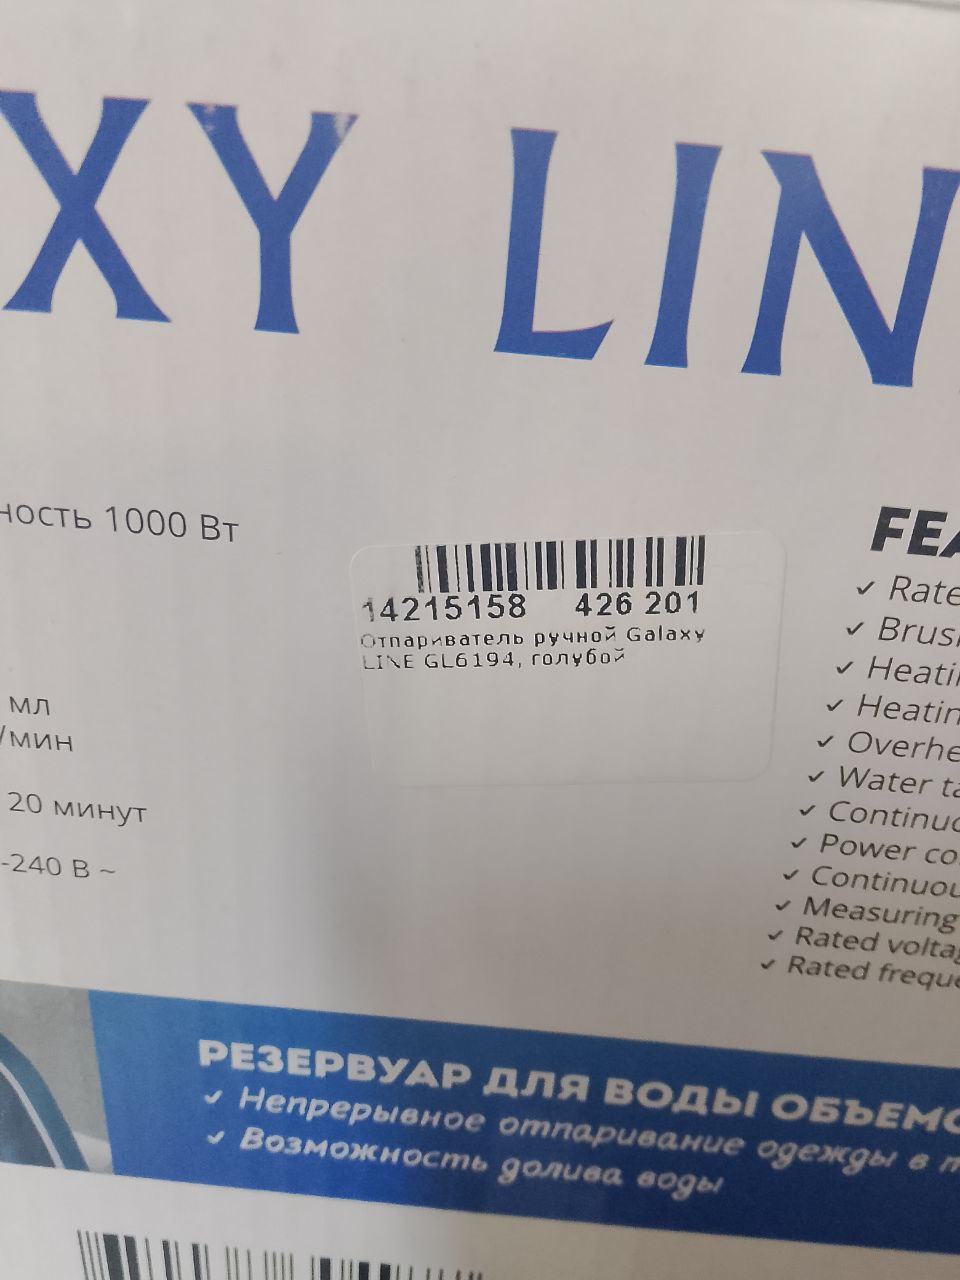 XY LIN
ность 1000 Вт
мл
/мин
20 минут
-240 В ~
14215158 426 201
Отпариватель ручной Galaxy
LINE GL6194, голубой
FEA
✓ Rate
✓ Brus
✓ Heati
✓ Heatin
✓ Overhe
✓ Water ta
✓ Continuo
✓ Power co
✓ Continuou
✓ Measuring
✓ Rated voltag
✓ Rated freque
РЕЗЕРВУАР ДЛЯ ВОДЫ ОБЪЕМО
✓ Непрерывное отпаривание одежды в т
✓ Возможность долива воды